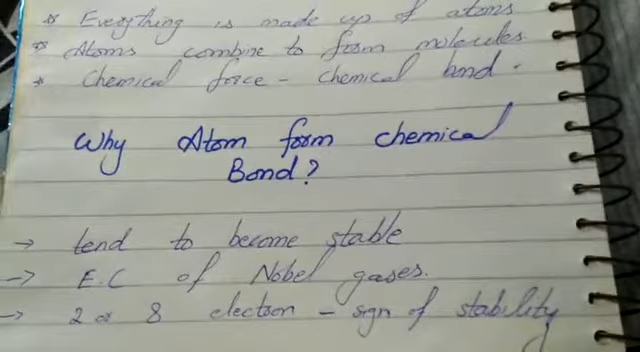 * Everything is made up of atoms
* Atoms combine to form molecules
* Chemical force - Chemical bond.
Why Atom form chemical
Bond?
→ tend to become stable
→ E.C of Nobel gases.
→ 2 or 8 electron - sign of stability